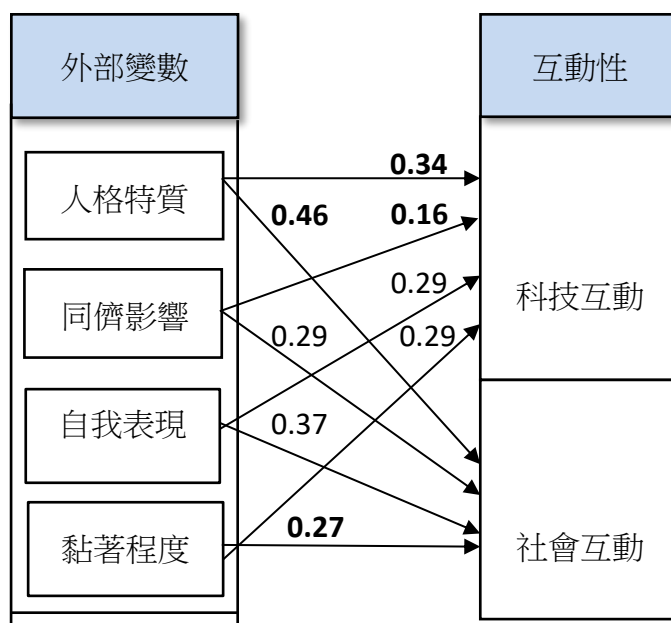 外部變數
互動性
人格特質
0.34
0.46
0.16
同儕影響
0.29
科技互動
0.29
0.29
自我表現
0.37
黏著程度
0.27
社會互動